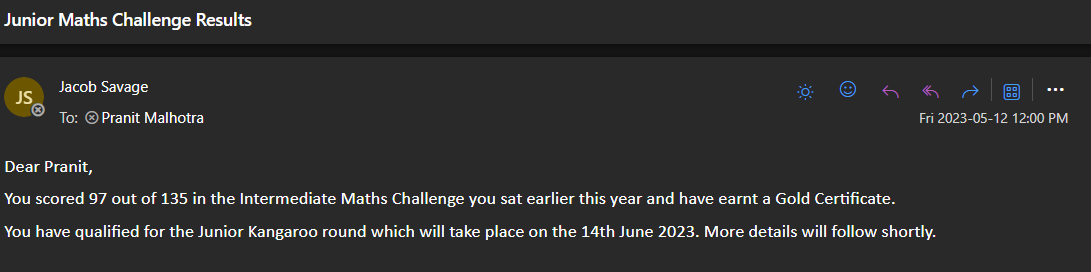 Junior Maths Challenge Results
JS
Jacob Savage
To: Pranit Malhotra
Fri 2023-05-12 12:00 PM
Dear Pranit,
You scored 97 out of 135 in the Intermediate Maths Challenge you sat earlier this year and have earnt a Gold Certificate.
You have qualified for the Junior Kangaroo round which will take place on the 14th June 2023. More details will follow shortly.